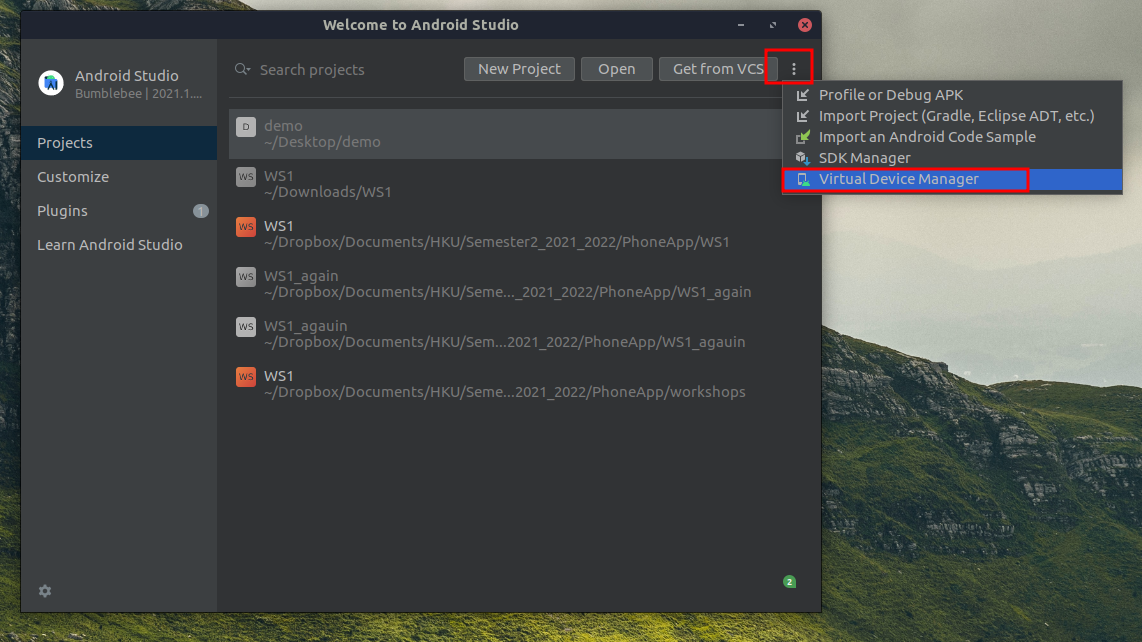 Welcome to Android Studio
Android Studio
Bumblebee | 2021.1....
Projects
Customize
Plugins
1
Learn Android Studio
Search projects
New Project
Open
Get from VCS
Profile or Debug APK
Import Project (Gradle, Eclipse ADT, etc.)
Import an Android Code Sample
SDK Manager
Virtual Device Manager
D
demo
~/Desktop/demo
WS
WS1
~/Downloads/WS1
WS
WS1
~/Dropbox/Documents/HKU/Semester2_2021_2022/PhoneApp/WS1
WS
WS1_again
~/Dropbox/Documents/HKU/Seme..._2021_2022/PhoneApp/WS1_again
WS
WS1_agauin
~/Dropbox/Documents/HKU/Sem...2021_2022/PhoneApp/WS1_agauin
WS
WS1
~/Dropbox/Documents/HKU/Seme...2021_2022/PhoneApp/workshops
2